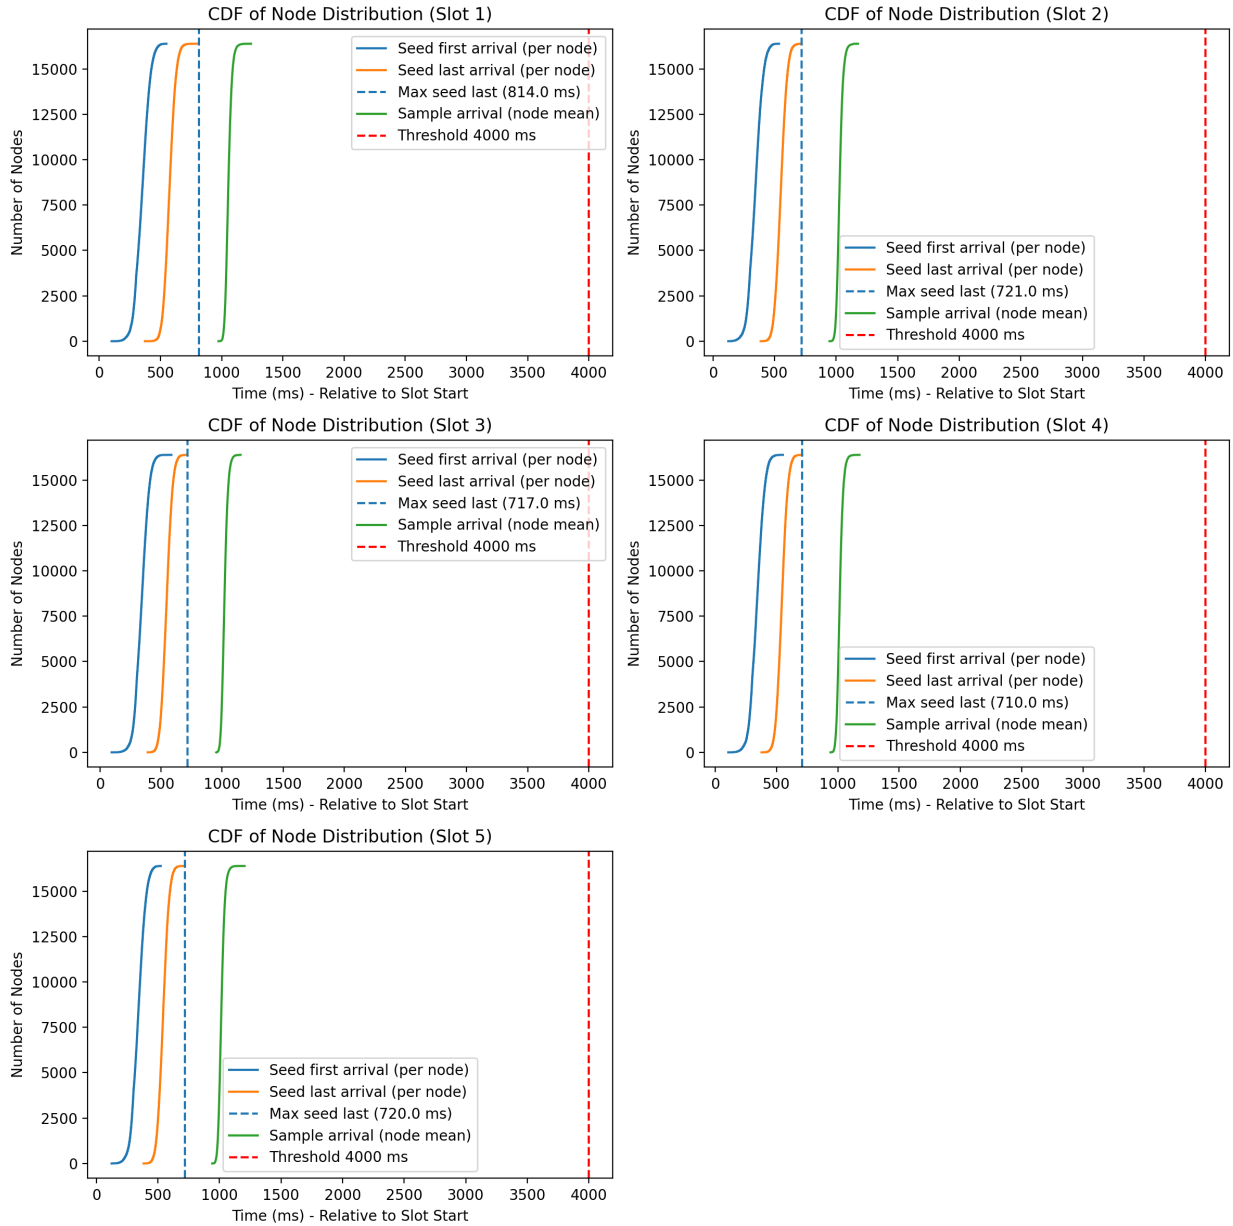 CDF of Node Distribution (Slot 1)
Number of Nodes
15000
12500
10000
7500
5000
2500
0
Seed first arrival (per node)
Seed last arrival (per node)
Max seed last (814.0 ms)
Sample arrival (node mean)
Threshold 4000 ms
0 500 1000 1500 2000 2500 3000 3500 4000
Time (ms) - Relative to Slot Start
CDF of Node Distribution (Slot 2)
Number of Nodes
15000
12500
10000
7500
5000
2500
0
Seed first arrival (per node)
Seed last arrival (per node)
Max seed last (721.0 ms)
Sample arrival (node mean)
Threshold 4000 ms
0 500 1000 1500 2000 2500 3000 3500 4000
Time (ms) - Relative to Slot Start
CDF of Node Distribution (Slot 3)
Number of Nodes
15000
12500
10000
7500
5000
2500
0
Seed first arrival (per node)
Seed last arrival (per node)
Max seed last (717.0 ms)
Sample arrival (node mean)
Threshold 4000 ms
0 500 1000 1500 2000 2500 3000 3500 4000
Time (ms) - Relative to Slot Start
CDF of Node Distribution (Slot 4)
Number of Nodes
15000
12500
10000
7500
5000
2500
0
Seed first arrival (per node)
Seed last arrival (per node)
Max seed last (710.0 ms)
Sample arrival (node mean)
Threshold 4000 ms
0 500 1000 1500 2000 2500 3000 3500 4000
Time (ms) - Relative to Slot Start
CDF of Node Distribution (Slot 5)
Number of Nodes
15000
12500
10000
7500
5000
2500
0
Seed first arrival (per node)
Seed last arrival (per node)
Max seed last (720.0 ms)
Sample arrival (node mean)
Threshold 4000 ms
0 500 1000 1500 2000 2500 3000 3500 4000
Time (ms) - Relative to Slot Start